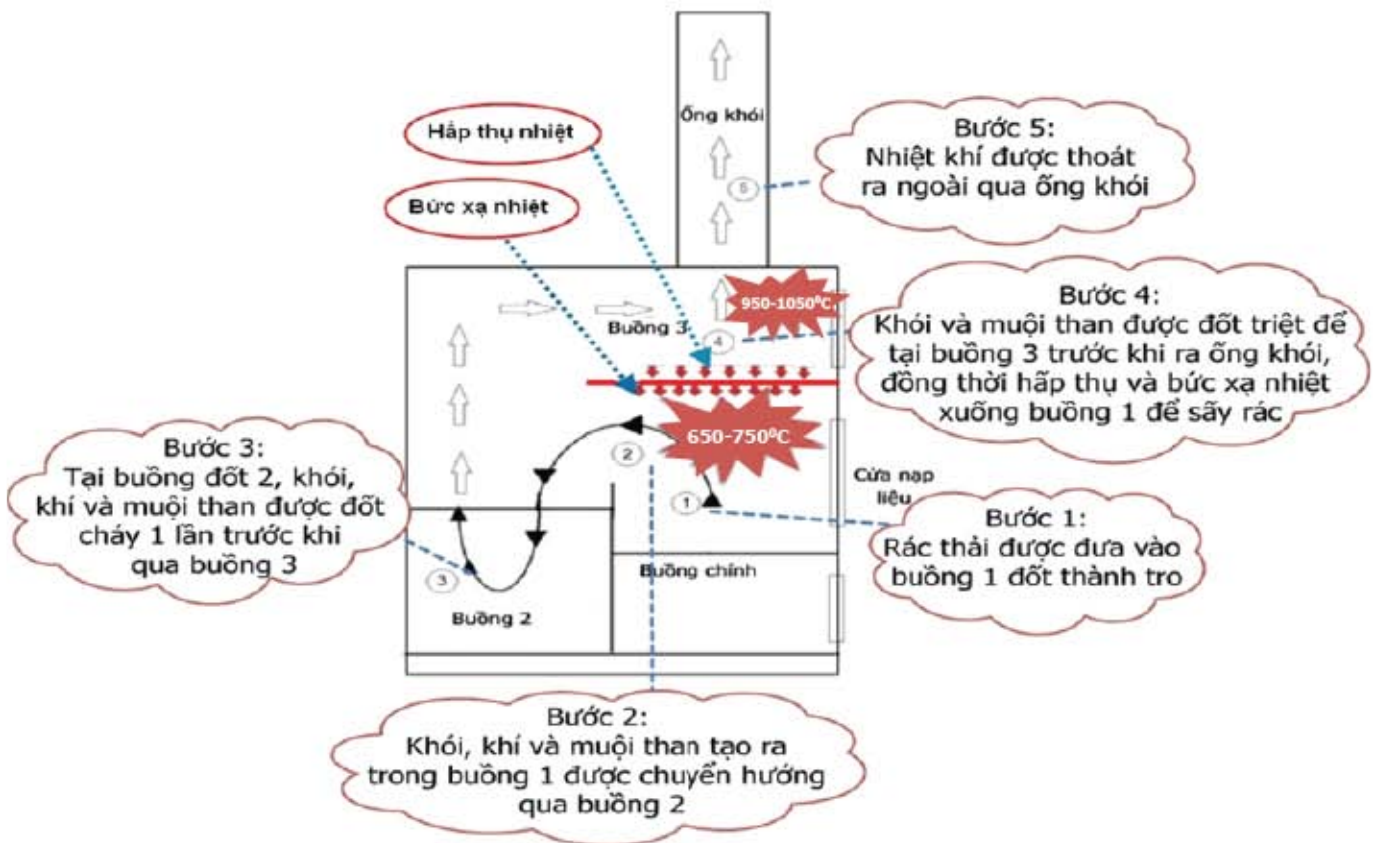 Ống khói
Hấp thụ nhiệt
Bức xạ nhiệt
5
Bước 5:
Nhiệt khí được thoát
ra ngoài qua ống khói
950-1050⁰C
Buồng 3
4
Bước 4:
Khói và muội than được đốt triệt để
tại buồng 3 trước khi ra ống khói,
đồng thời hấp thụ và bức xạ nhiệt
xuống buồng 1 để sấy rác
650-750⁰C
2
1
Cửa nạp
liệu
Bước 3:
Tại buồng đốt 2, khói,
khí và muội than được đốt
cháy 1 lần trước khi
qua buồng 3
Bước 1:
Rác thải được đưa vào
buồng 1 đốt thành tro
3
Buồng chính
Buồng 2
Bước 2:
Khói, khí và muội than tạo ra
trong buồng 1 được chuyển hướng
qua buồng 2